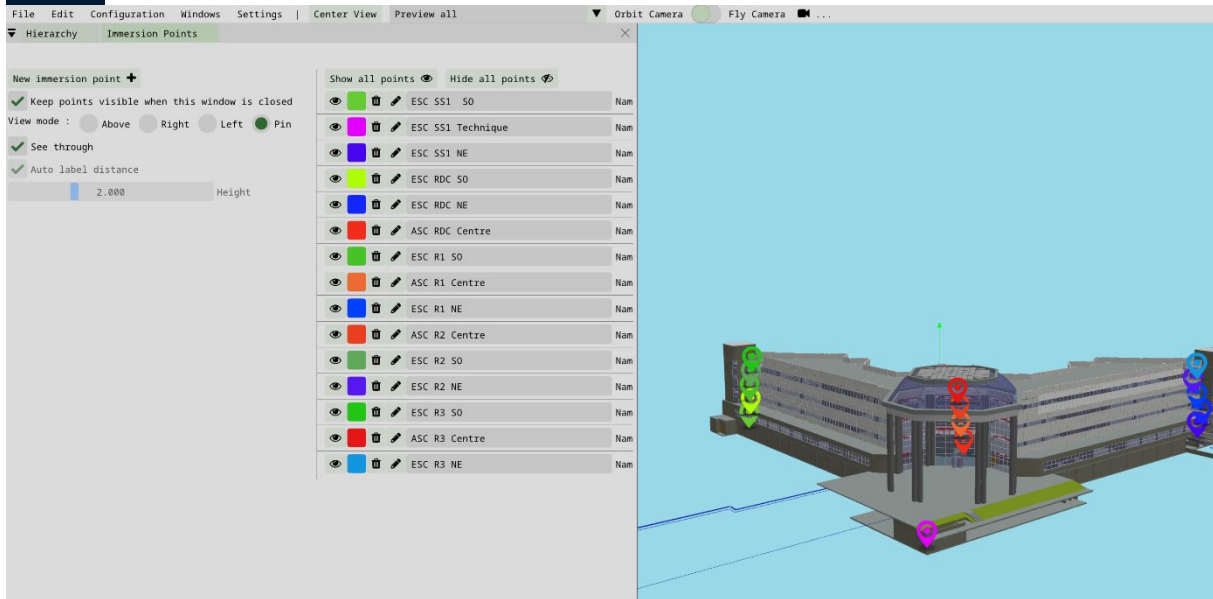 File Edit Configuration Windows Settings | Center View Preview all Orbit Camera Fly Camera ...
Hierarchy Immersion Points
New immersion point
Keep points visible when this window is closed
View mode : Above Right Left Pin
See through
Auto label distance
2.000 Height
Show all points Hide all points
ESC SS1 SO Nam
ESC SS1 Technique Nam
ESC SS1 NE Nam
ESC RDC SO Nam
ESC RDC NE Nam
ASC RDC Centre Nam
ESC R1 SO Nam
ASC R1 Centre Nam
ESC R1 NE Nam
ASC R2 Centre Nam
ESC R2 SO Nam
ESC R2 NE Nam
ESC R3 SO Nam
ASC R3 Centre Nam
ESC R3 NE Nam